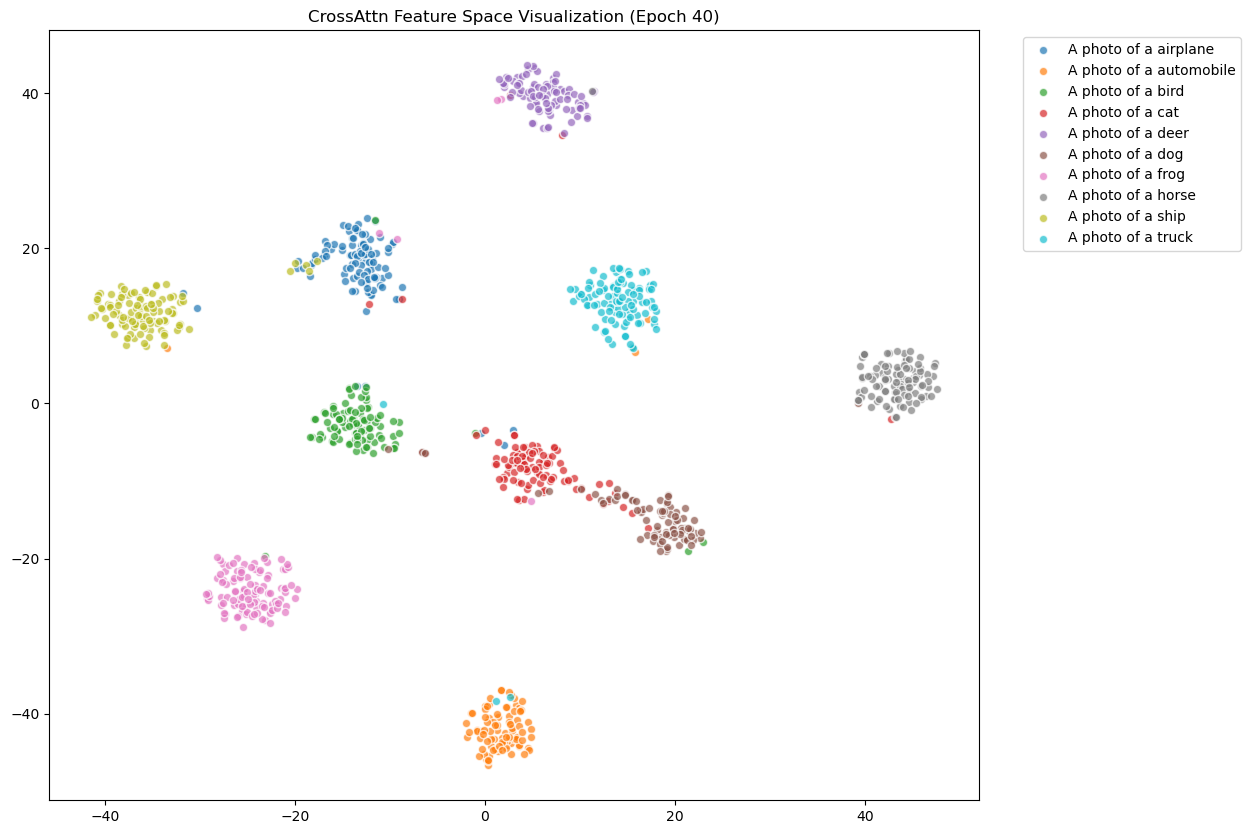 CrossAttn Feature Space Visualization (Epoch 40)
A photo of a airplane
A photo of a automobile
A photo of a bird
A photo of a cat
A photo of a deer
A photo of a dog
A photo of a frog
A photo of a horse
A photo of a ship
A photo of a truck
40
20
0
−20
−40
−40
−20
0
20
40